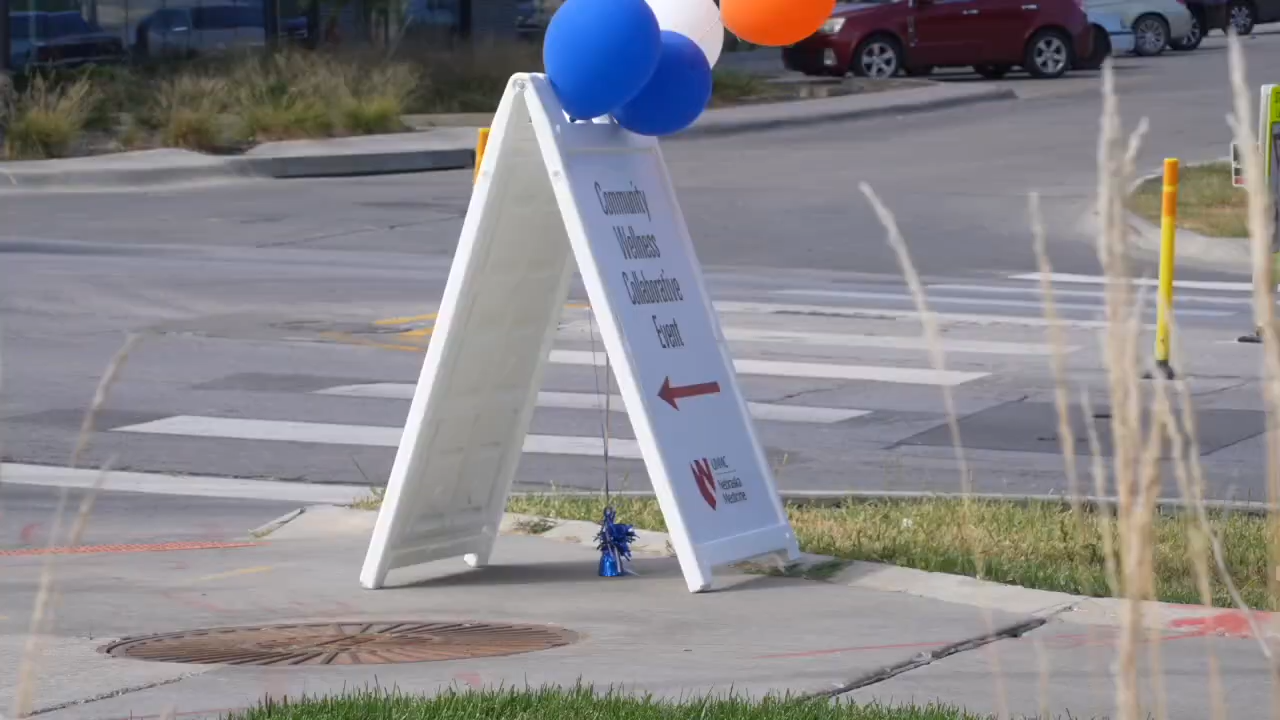 Community
Wellness
Collaborative
Event
UNMC
Nebraska
Medicine